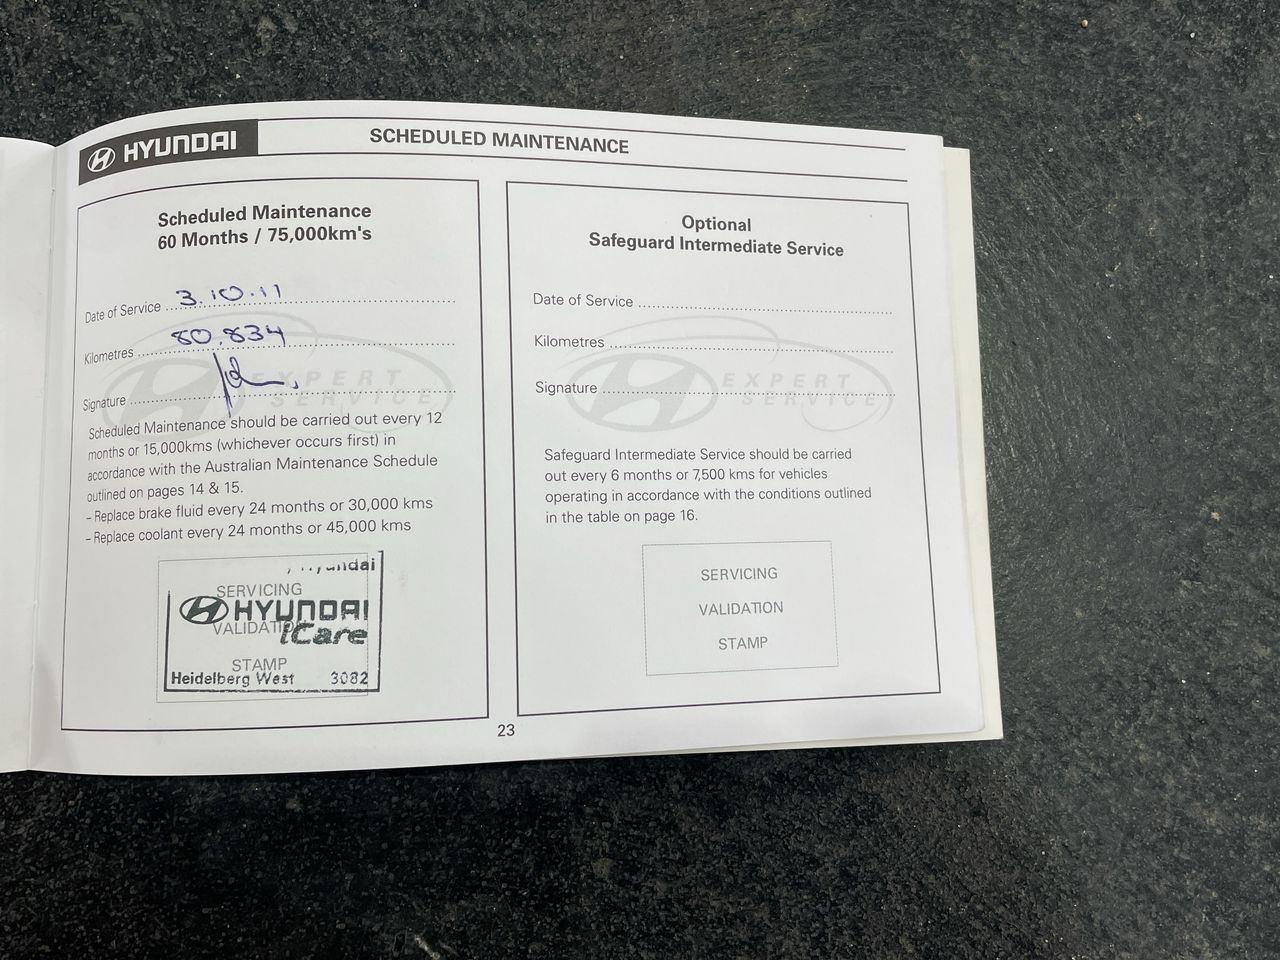 HYUNDAI
SCHEDULED MAINTENANCE
Scheduled Maintenance
60 Months / 75,000km's
Date of Service 3.10.11
Kilometres 80.834
EXPERT
SERVICE
Signature
Scheduled Maintenance should be carried out every 12
months or 15,000kms (whichever occurs first) in
accordance with the Australian Maintenance Schedule
outlined on pages 14 & 15.
- Replace brake fluid every 24 months or 30,000 kms
- Replace coolant every 24 months or 45,000 kms
Hyundai
SERVICING
HYUNDAI
VALIDATION
iCare
STAMP
Heidelberg West 3082
Optional
Safeguard Intermediate Service
Date of Service
Kilometres
EXPERT
SERVICE
Signature
Safeguard Intermediate Service should be carried
out every 6 months or 7,500 kms for vehicles
operating in accordance with the conditions outlined
in the table on page 16.
SERVICING
VALIDATION
STAMP
23